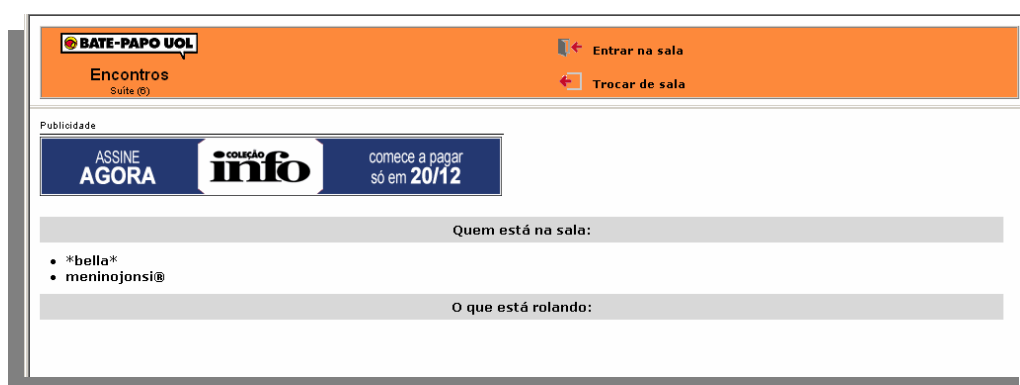 BATE-PAPO UOL
Encontros
Suíte (6)
Entrar na sala
Trocar de sala
Publicidade
ASSINE
AGORA
coleção
info
comece a pagar
só em 20/12
Quem está na sala:
• *bella*
• meninojonsi®
O que está rolando: